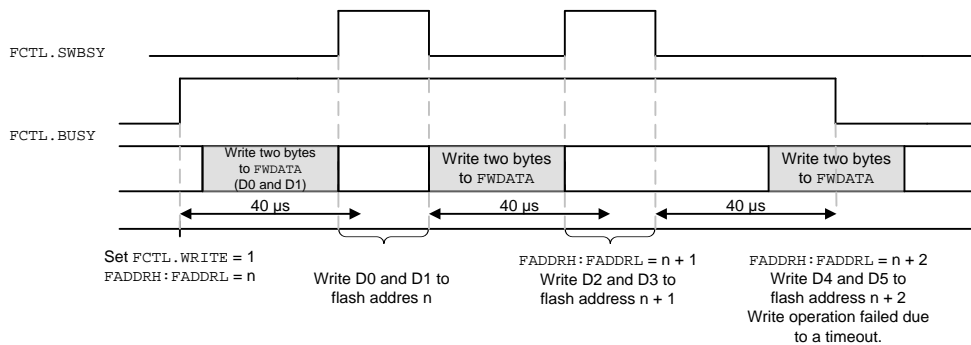 FCTL.SWBSY
FCTL.BUSY
Write two bytes
to FWDATA
(D0 and D1)
Write two bytes
to FWDATA
Write two bytes
to FWDATA
40 µs
40 µs
40 µs
Set FCTL.WRITE = 1
FADDRH:FADDRL = n
Write D0 and D1 to
flash addres n
FADDRH:FADDRL = n + 1
Write D2 and D3 to
flash address n + 1
FADDRH:FADDRL = n + 2
Write D4 and D5 to
flash address n + 2
Write operation failed due
to a timeout.